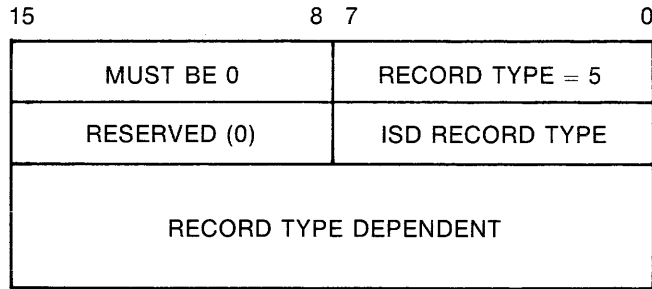 15 8 7 0
MUST BE 0 RECORD TYPE = 5
RESERVED (0) ISD RECORD TYPE
RECORD TYPE DEPENDENT